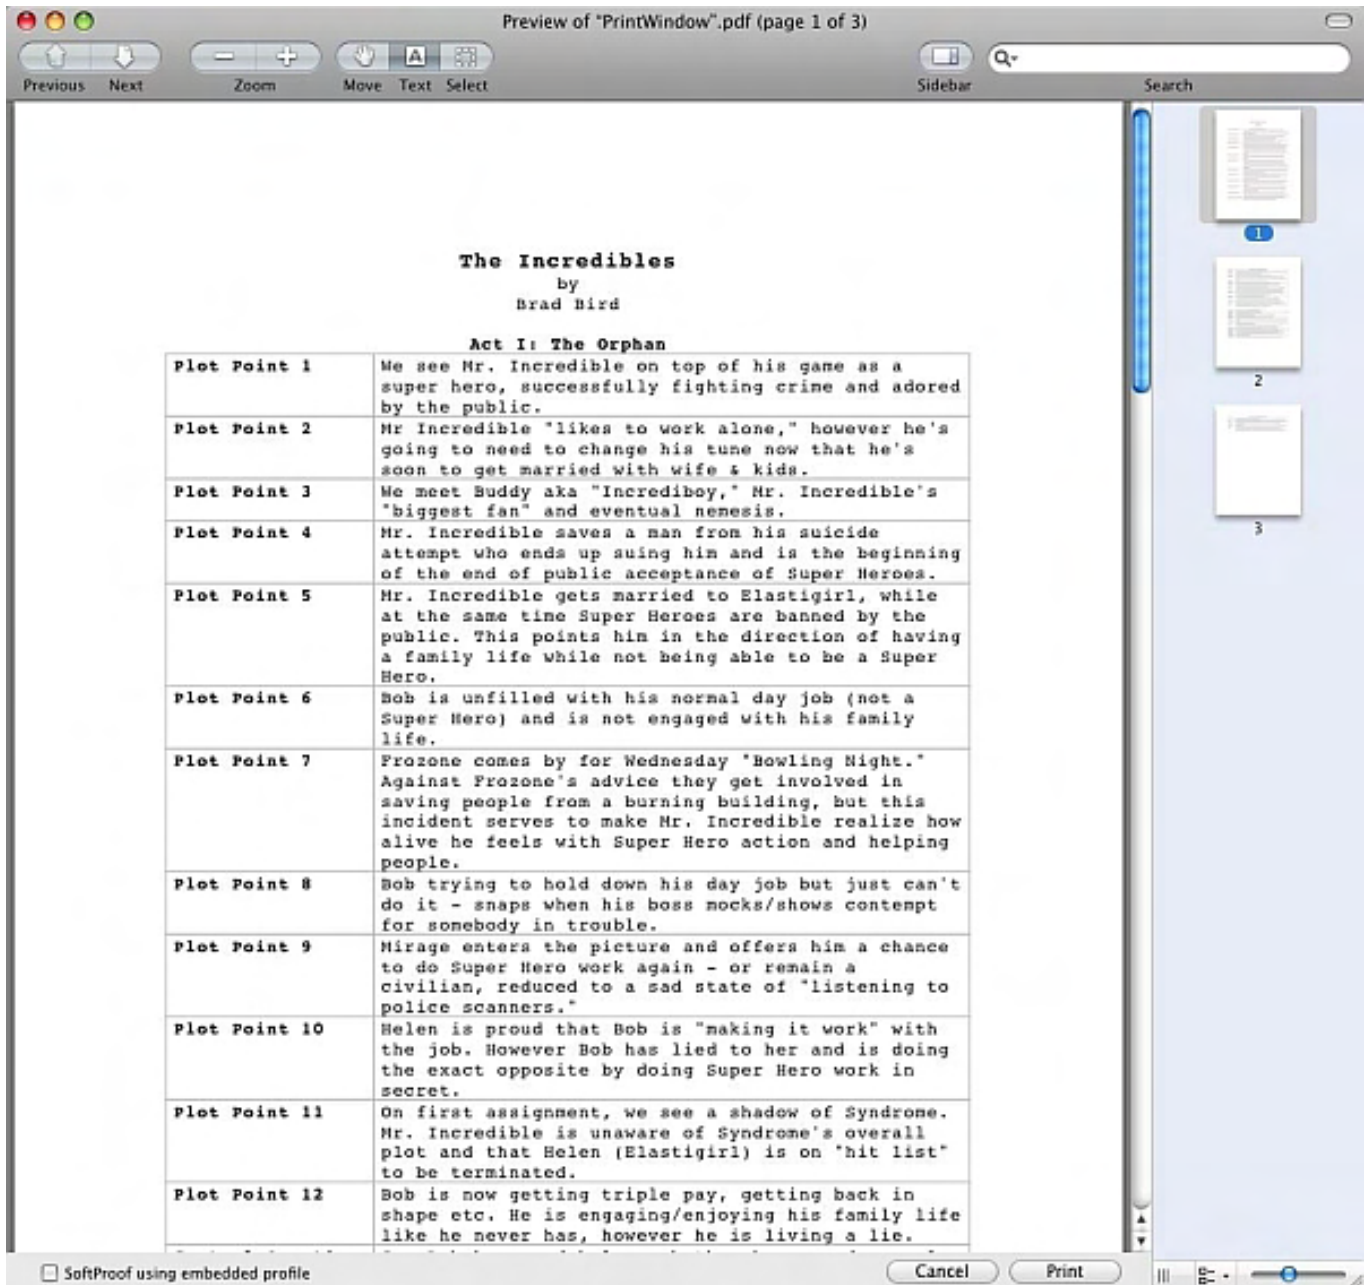 Preview of "PrintWindow".pdf (page 1 of 3)
Previous Next Zoom Move Text Select Sidebar Search
The Incredibles
by
Brad Bird
Act I: The Orphan
Plot Point 1 We see Mr. Incredible on top of his game as a
super hero, successfully fighting crime and adored
by the public.
Plot Point 2 Mr Incredible "likes to work alone," however he's
going to need to change his tune now that he's
soon to get married with wife & kids.
Plot Point 3 We meet Buddy aka "Incrediboy," Mr. Incredible's
"biggest fan" and eventual nemesis.
Plot Point 4 Mr. Incredible saves a man from his suicide
attempt who ends up suing him and is the beginning
of the end of public acceptance of Super Heroes.
Plot Point 5 Mr. Incredible gets married to Elastigirl, while
at the same time Super Heroes are banned by the
public. This points him in the direction of having
a family life while not being able to be a Super
Hero.
Plot Point 6 Bob is unfilled with his normal day job (not a
Super Hero) and is not engaged with his family
life.
Plot Point 7 Frozone comes by for Wednesday "Bowling Night."
Against Frozone's advice they get involved in
saving people from a burning building, but this
incident serves to make Mr. Incredible realize how
alive he feels with Super Hero action and helping
people.
Plot Point 8 Bob trying to hold down his day job but just can't
do it - snaps when his boss mocks/shows contempt
for somebody in trouble.
Plot Point 9 Mirage enters the picture and offers him a chance
to do Super Hero work again - or remain a
civilian, reduced to a sad state of "listening to
police scanners."
Plot Point 10 Helen is proud that Bob is "making it work" with
the job. However Bob has lied to her and is doing
the exact opposite by doing Super Hero work in
secret.
Plot Point 11 On first assignment, we see a shadow of Syndrome.
Mr. Incredible is unaware of Syndrome's overall
plot and that Helen (Elastigirl) is on "hit list"
to be terminated.
Plot Point 12 Bob is now getting triple pay, getting back in
shape etc. He is engaging/enjoying his family life
like he never has, however he is living a lie.
1
2
3
SoftProof using embedded profile
Cancel Print